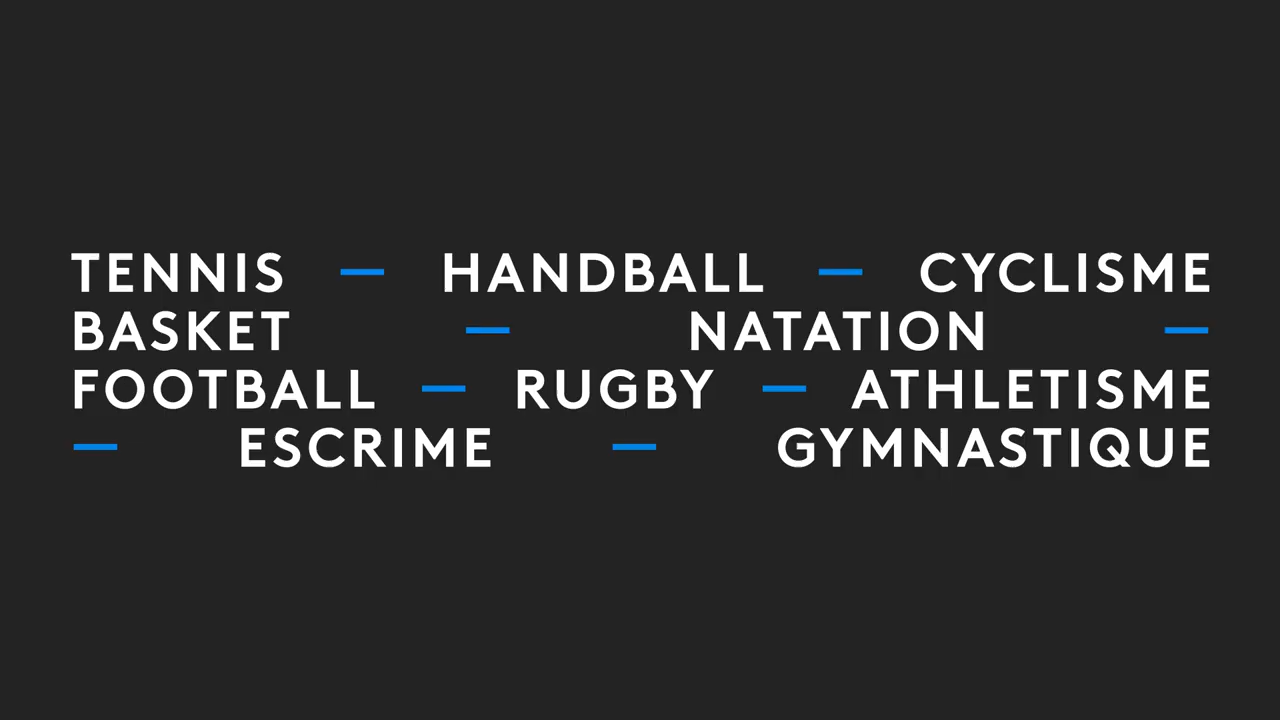 TENNIS — HANDBALL — CYCLISME
BASKET — NATATION —
FOOTBALL — RUGBY — ATHLETISME
— ESCRIME — GYMNASTIQUE